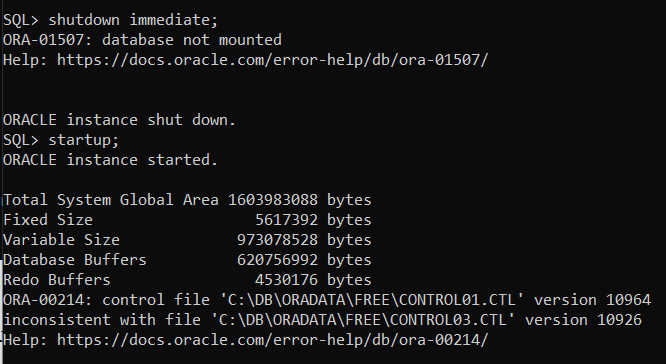 SQL> shutdown immediate;
ORA-01507: database not mounted
Help: https://docs.oracle.com/error-help/db/ora-01507/
ORACLE instance shut down.
SQL> startup;
ORACLE instance started.
Total System Global Area 1603983088 bytes
Fixed Size                  5617392 bytes
Variable Size             973078528 bytes
Database Buffers          620756992 bytes
Redo Buffers                4530176 bytes
ORA-00214: control file 'C:\DB\ORADATA\FREE\CONTROL01.CTL' version 10964
inconsistent with file 'C:\DB\ORADATA\FREE\CONTROL03.CTL' version 10926
Help: https://docs.oracle.com/error-help/db/ora-00214/